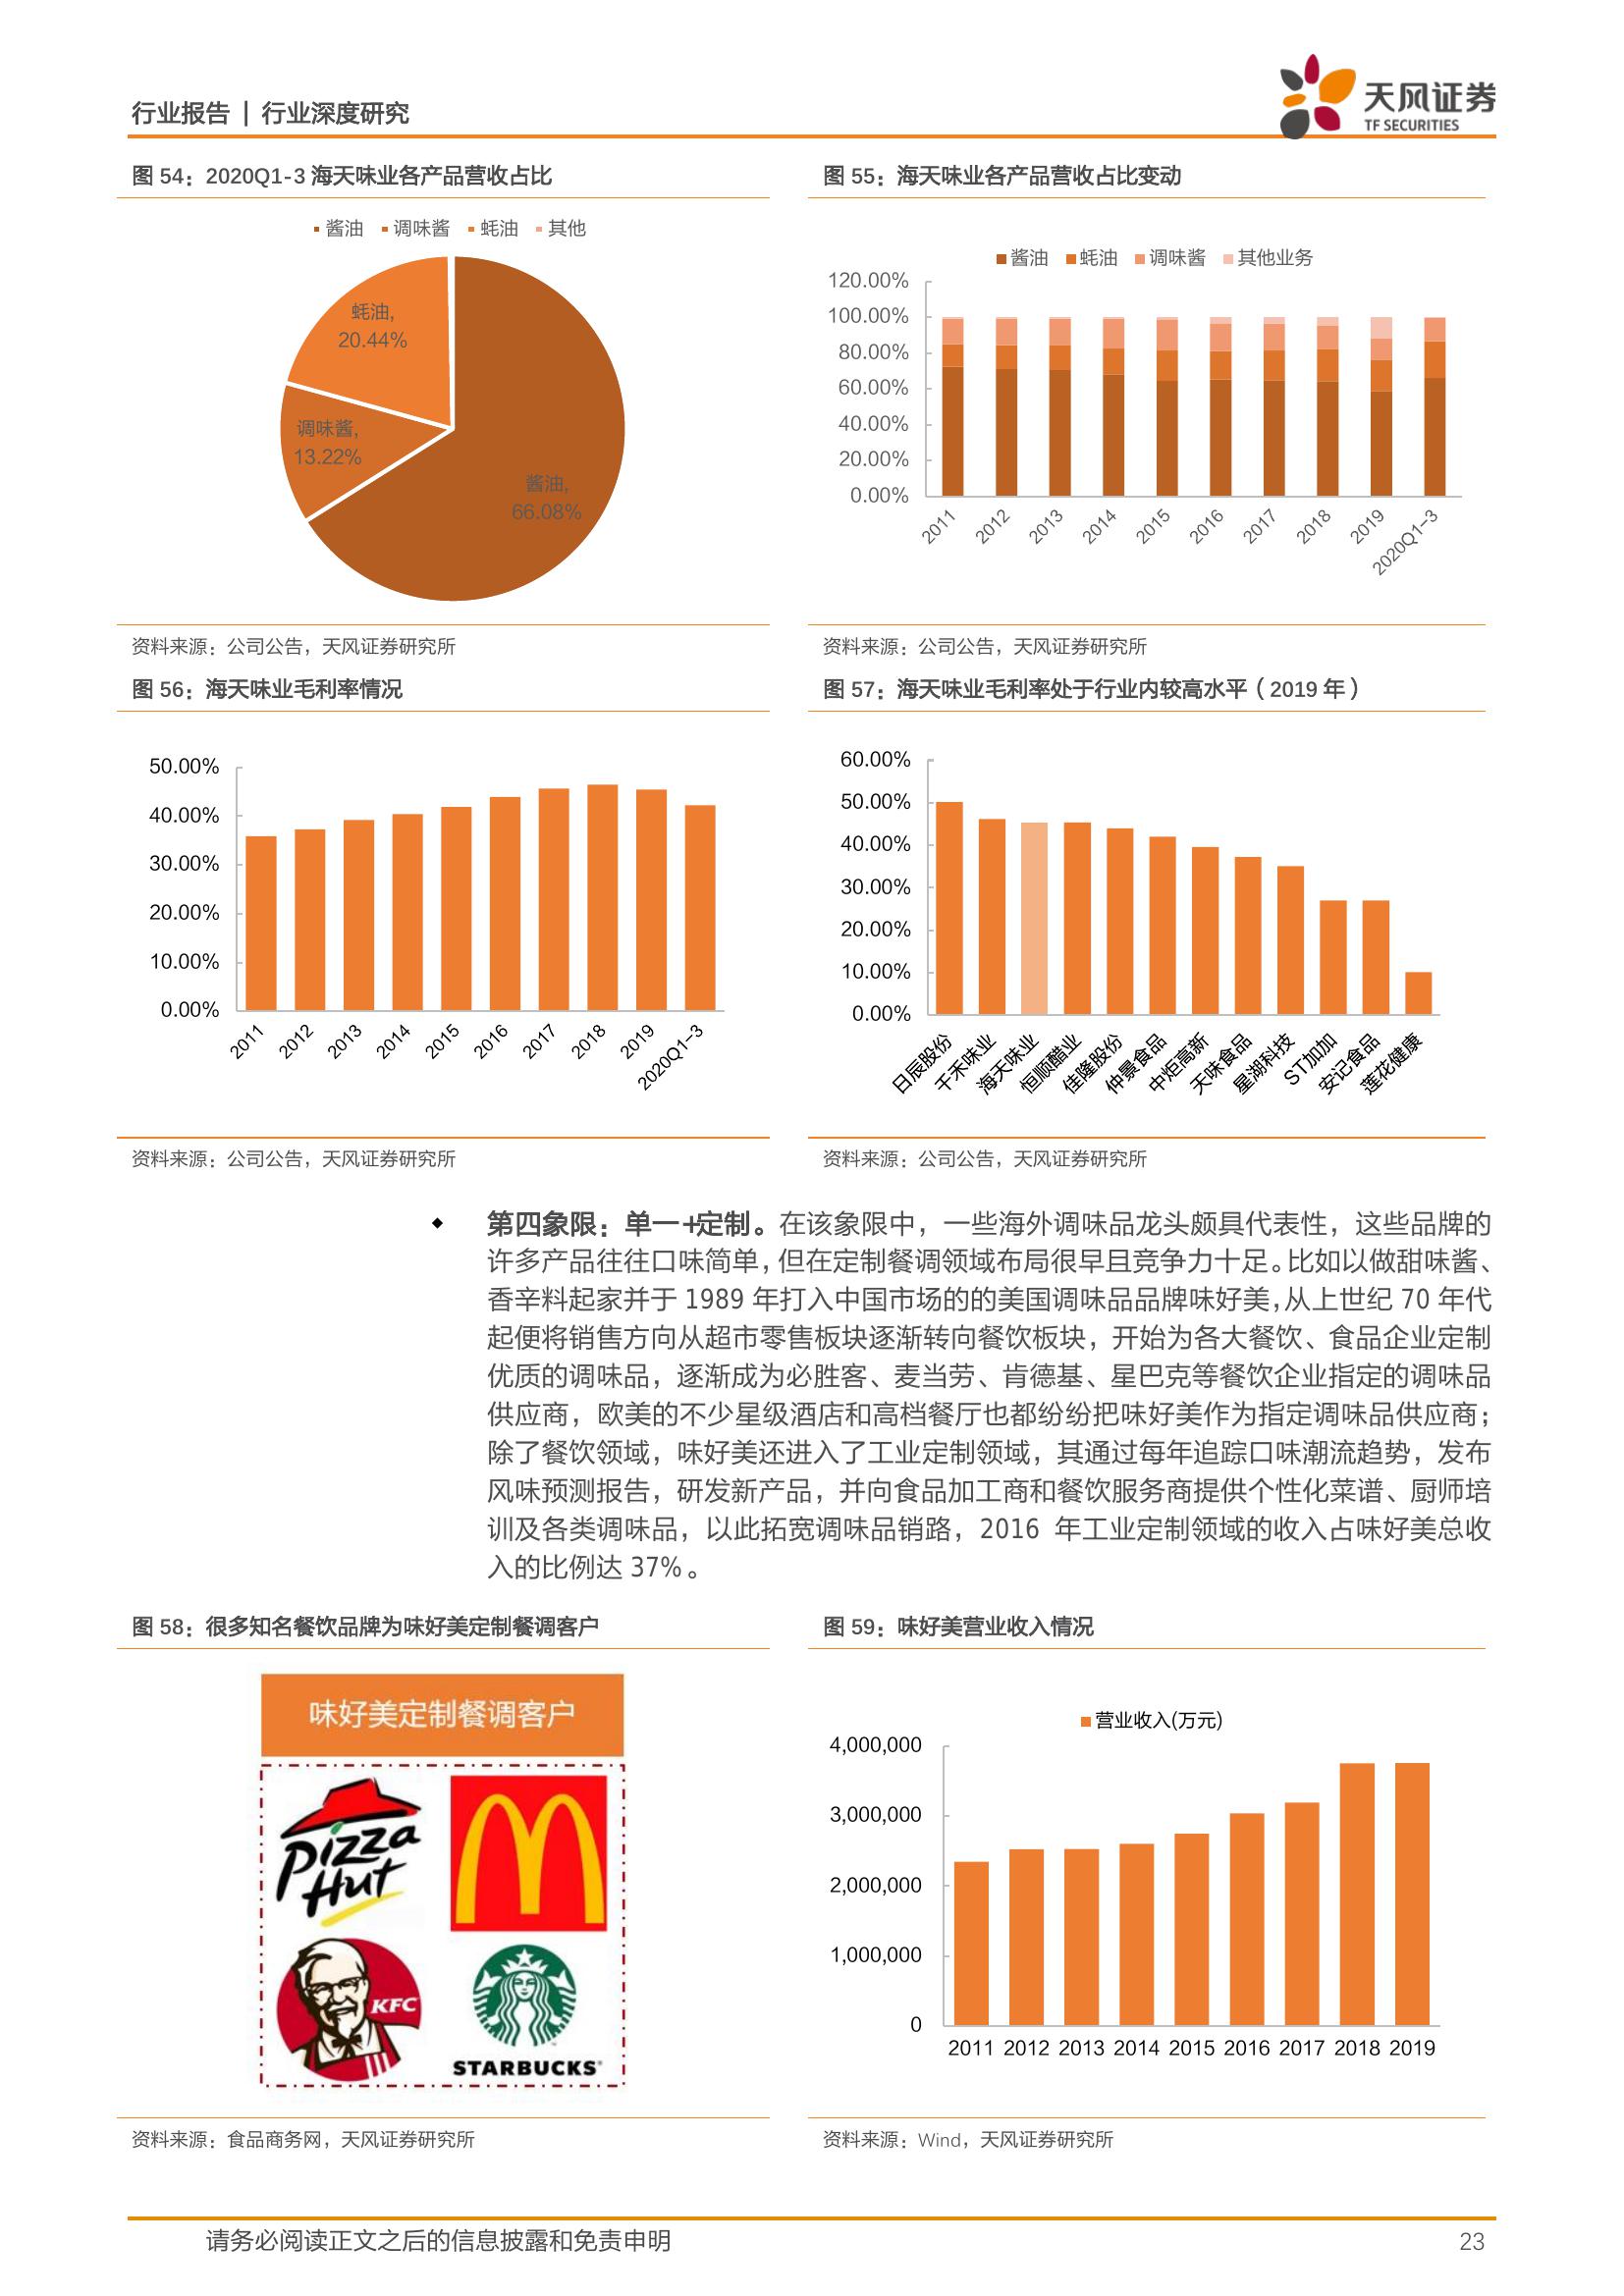 行业报告 | 行业深度研究
天风证券
TF SECURITIES
图 54：2020Q1-3 海天味业各产品营收占比
酱油 调味酱 蚝油 其他
蚝油,
20.44%
调味酱,
13.22%
酱油,
66.08%
资料来源：公司公告，天风证券研究所
图 55：海天味业各产品营收占比变动
酱油 蚝油 调味酱 其他业务
120.00%
100.00%
80.00%
60.00%
40.00%
20.00%
0.00%
2011 2012 2013 2014 2015 2016 2017 2018 2019 2020Q1-3
资料来源：公司公告，天风证券研究所
图 56：海天味业毛利率情况
50.00%
40.00%
30.00%
20.00%
10.00%
0.00%
2011 2012 2013 2014 2015 2016 2017 2018 2019 2020Q1-3
资料来源：公司公告，天风证券研究所
图 57：海天味业毛利率处于行业内较高水平（2019 年）
60.00%
50.00%
40.00%
30.00%
20.00%
10.00%
0.00%
日辰股份 千禾味业 海天味业 恒顺醋业 佳隆股份 仲景食品 中炬高新 天味食品 星湖科技 ST加加 安记食品 莲花健康
资料来源：公司公告，天风证券研究所
◆ 第四象限：单一+定制。在该象限中，一些海外调味品龙头颇具代表性，这些品牌的
许多产品往往口味简单，但在定制餐调领域布局很早且竞争力十足。比如以做甜味酱、
香辛料起家并于 1989 年打入中国市场的的美国调味品品牌味好美，从上世纪 70 年代
起便将销售方向从超市零售板块逐渐转向餐饮板块，开始为各大餐饮、食品企业定制
优质的调味品，逐渐成为必胜客、麦当劳、肯德基、星巴克等餐饮企业指定的调味品
供应商，欧美的不少星级酒店和高档餐厅也都纷纷把味好美作为指定调味品供应商；
除了餐饮领域，味好美还进入了工业定制领域，其通过每年追踪口味潮流趋势，发布
风味预测报告，研发新产品，并向食品加工商和餐饮服务商提供个性化菜谱、厨师培
训及各类调味品，以此拓宽调味品销路，2016 年工业定制领域的收入占味好美总收
入的比例达 37%。
图 58：很多知名餐饮品牌为味好美定制餐调客户
味好美定制餐调客户
Pizza
Hut
KFC
STARBUCKS
资料来源：食品商务网，天风证券研究所
图 59：味好美营业收入情况
营业收入(万元)
4,000,000
3,000,000
2,000,000
1,000,000
0
2011 2012 2013 2014 2015 2016 2017 2018 2019
资料来源：Wind，天风证券研究所
请务必阅读正文之后的信息披露和免责申明
23